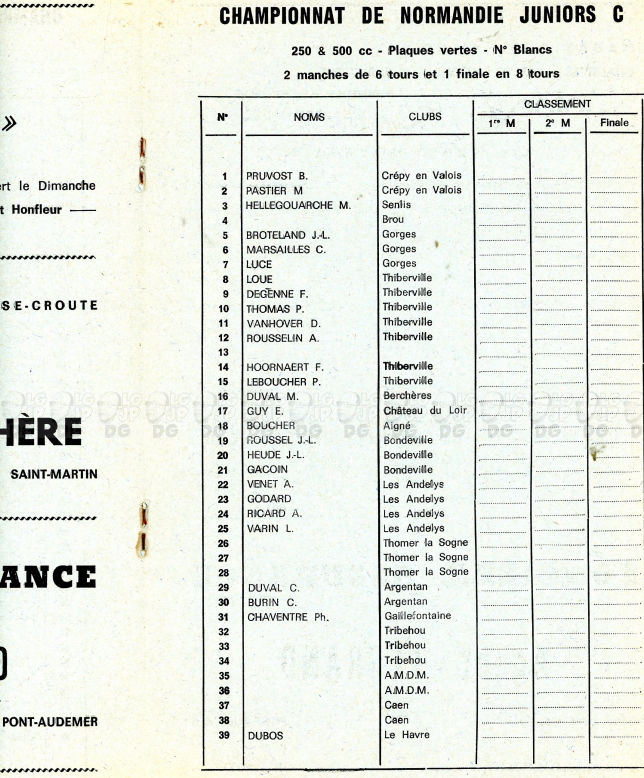 »
rt le Dimanche
t Honfleur ——
SE-CROUTE
HÈRE
SAINT-MARTIN
ANCE
PONT-AUDEMER
CHAMPIONNAT DE NORMANDIE JUNIORS C
250 & 500 cc - Plaques vertes - N° Blancs
2 manches de 6 tours et 1 finale en 8 tours
N° NOMS CLUBS CLASSEMENT
1re M 2e M Finale
1 PRUVOST B. Crépy en Valois
2 PASTIER M Crépy en Valois
3 HELLEGOUARCHE M. Senlis
4 Brou
5 BROTELAND J.-L. Gorges
6 MARSAILLES C. Gorges
7 LUCE Gorges
8 LOUE Thiberville
9 DEGENNE F. Thiberville
10 THOMAS P. Thiberville
11 VANHOVER D. Thiberville
12 ROUSSELIN A. Thiberville
13
14 HOORNAERT F. Thiberville
15 LEBOUCHER P. Thiberville
16 DUVAL M. Berchères
17 GUY E. Château du Loir
18 BOUCHER Aigné
19 ROUSSEL J.-L. Bondeville
20 HEUDE J.-L. Bondeville
21 GACOIN Bondeville
22 VENET A. Les Andelys
23 GODARD Les Andelys
24 RICARD A. Les Andelys
25 VARIN L. Les Andelys
26 Thomer la Sogne
27 Thomer la Sogne
28 Thomer la Sogne
29 DUVAL C. Argentan
30 BURIN C. Argentan
31 CHAVENTRE Ph. Gaillefontaine
32 Tribehou
33 Tribehou
34 Tribehou
35 A.M.D.M.
36 A.M.D.M.
37 Caen
38 Caen
39 DUBOS Le Havre